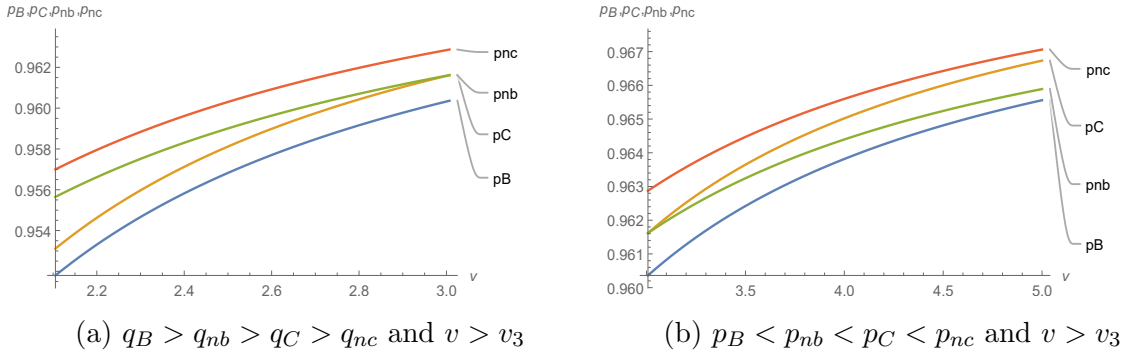 pB,pC,pnb,pnc
0.962
0.960
0.958
0.956
0.954
2.2 2.4 2.6 2.8 3.0
v
pnc
pnb
pC
pB
(a) qB > qnb > qC > qnc and v > v3
pB,pC,pnb,pnc
0.967
0.966
0.965
0.964
0.963
0.962
0.961
0.960
3.5 4.0 4.5 5.0
v
pnc
pC
pnb
pB
(b) pB < pnb < pC < pnc and v > v3